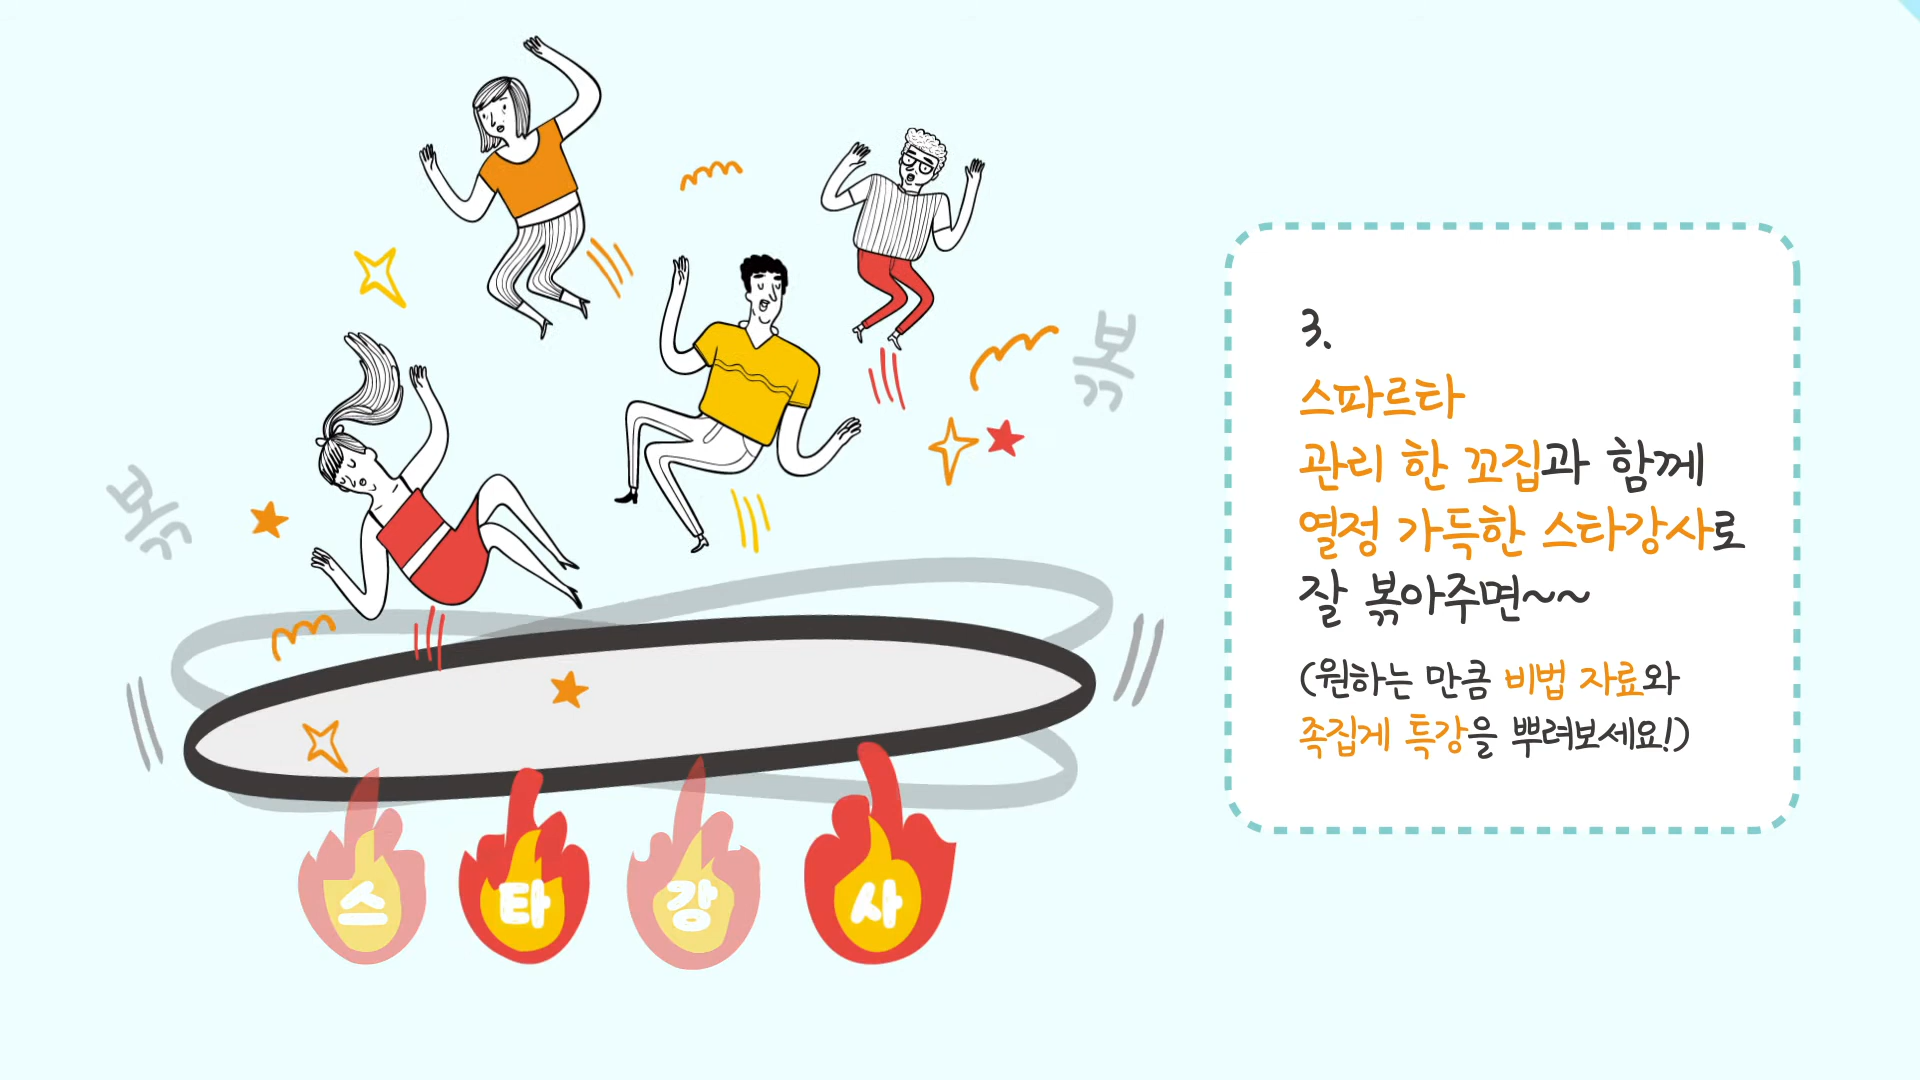 볶
볶
스
타
강
사
3.
스파르타
관리 한 꼬집과 함께
열정 가득한 스타강사로
잘 볶아주면~~
(원하는 만큼 비법 자료와
족집게 특강을 뿌려보세요!)